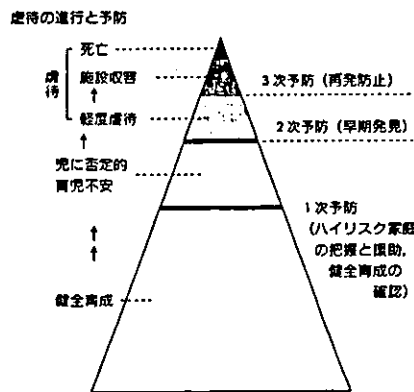 虐待の進行と予防
死亡
施設収容
虐待
軽度虐待
児に否定的
育児不安
健全育成
3次予防（再発防止）
2次予防（早期発見）
1次予防
（ハイリスク家庭
の把握と援助，
健全育成の
確認）